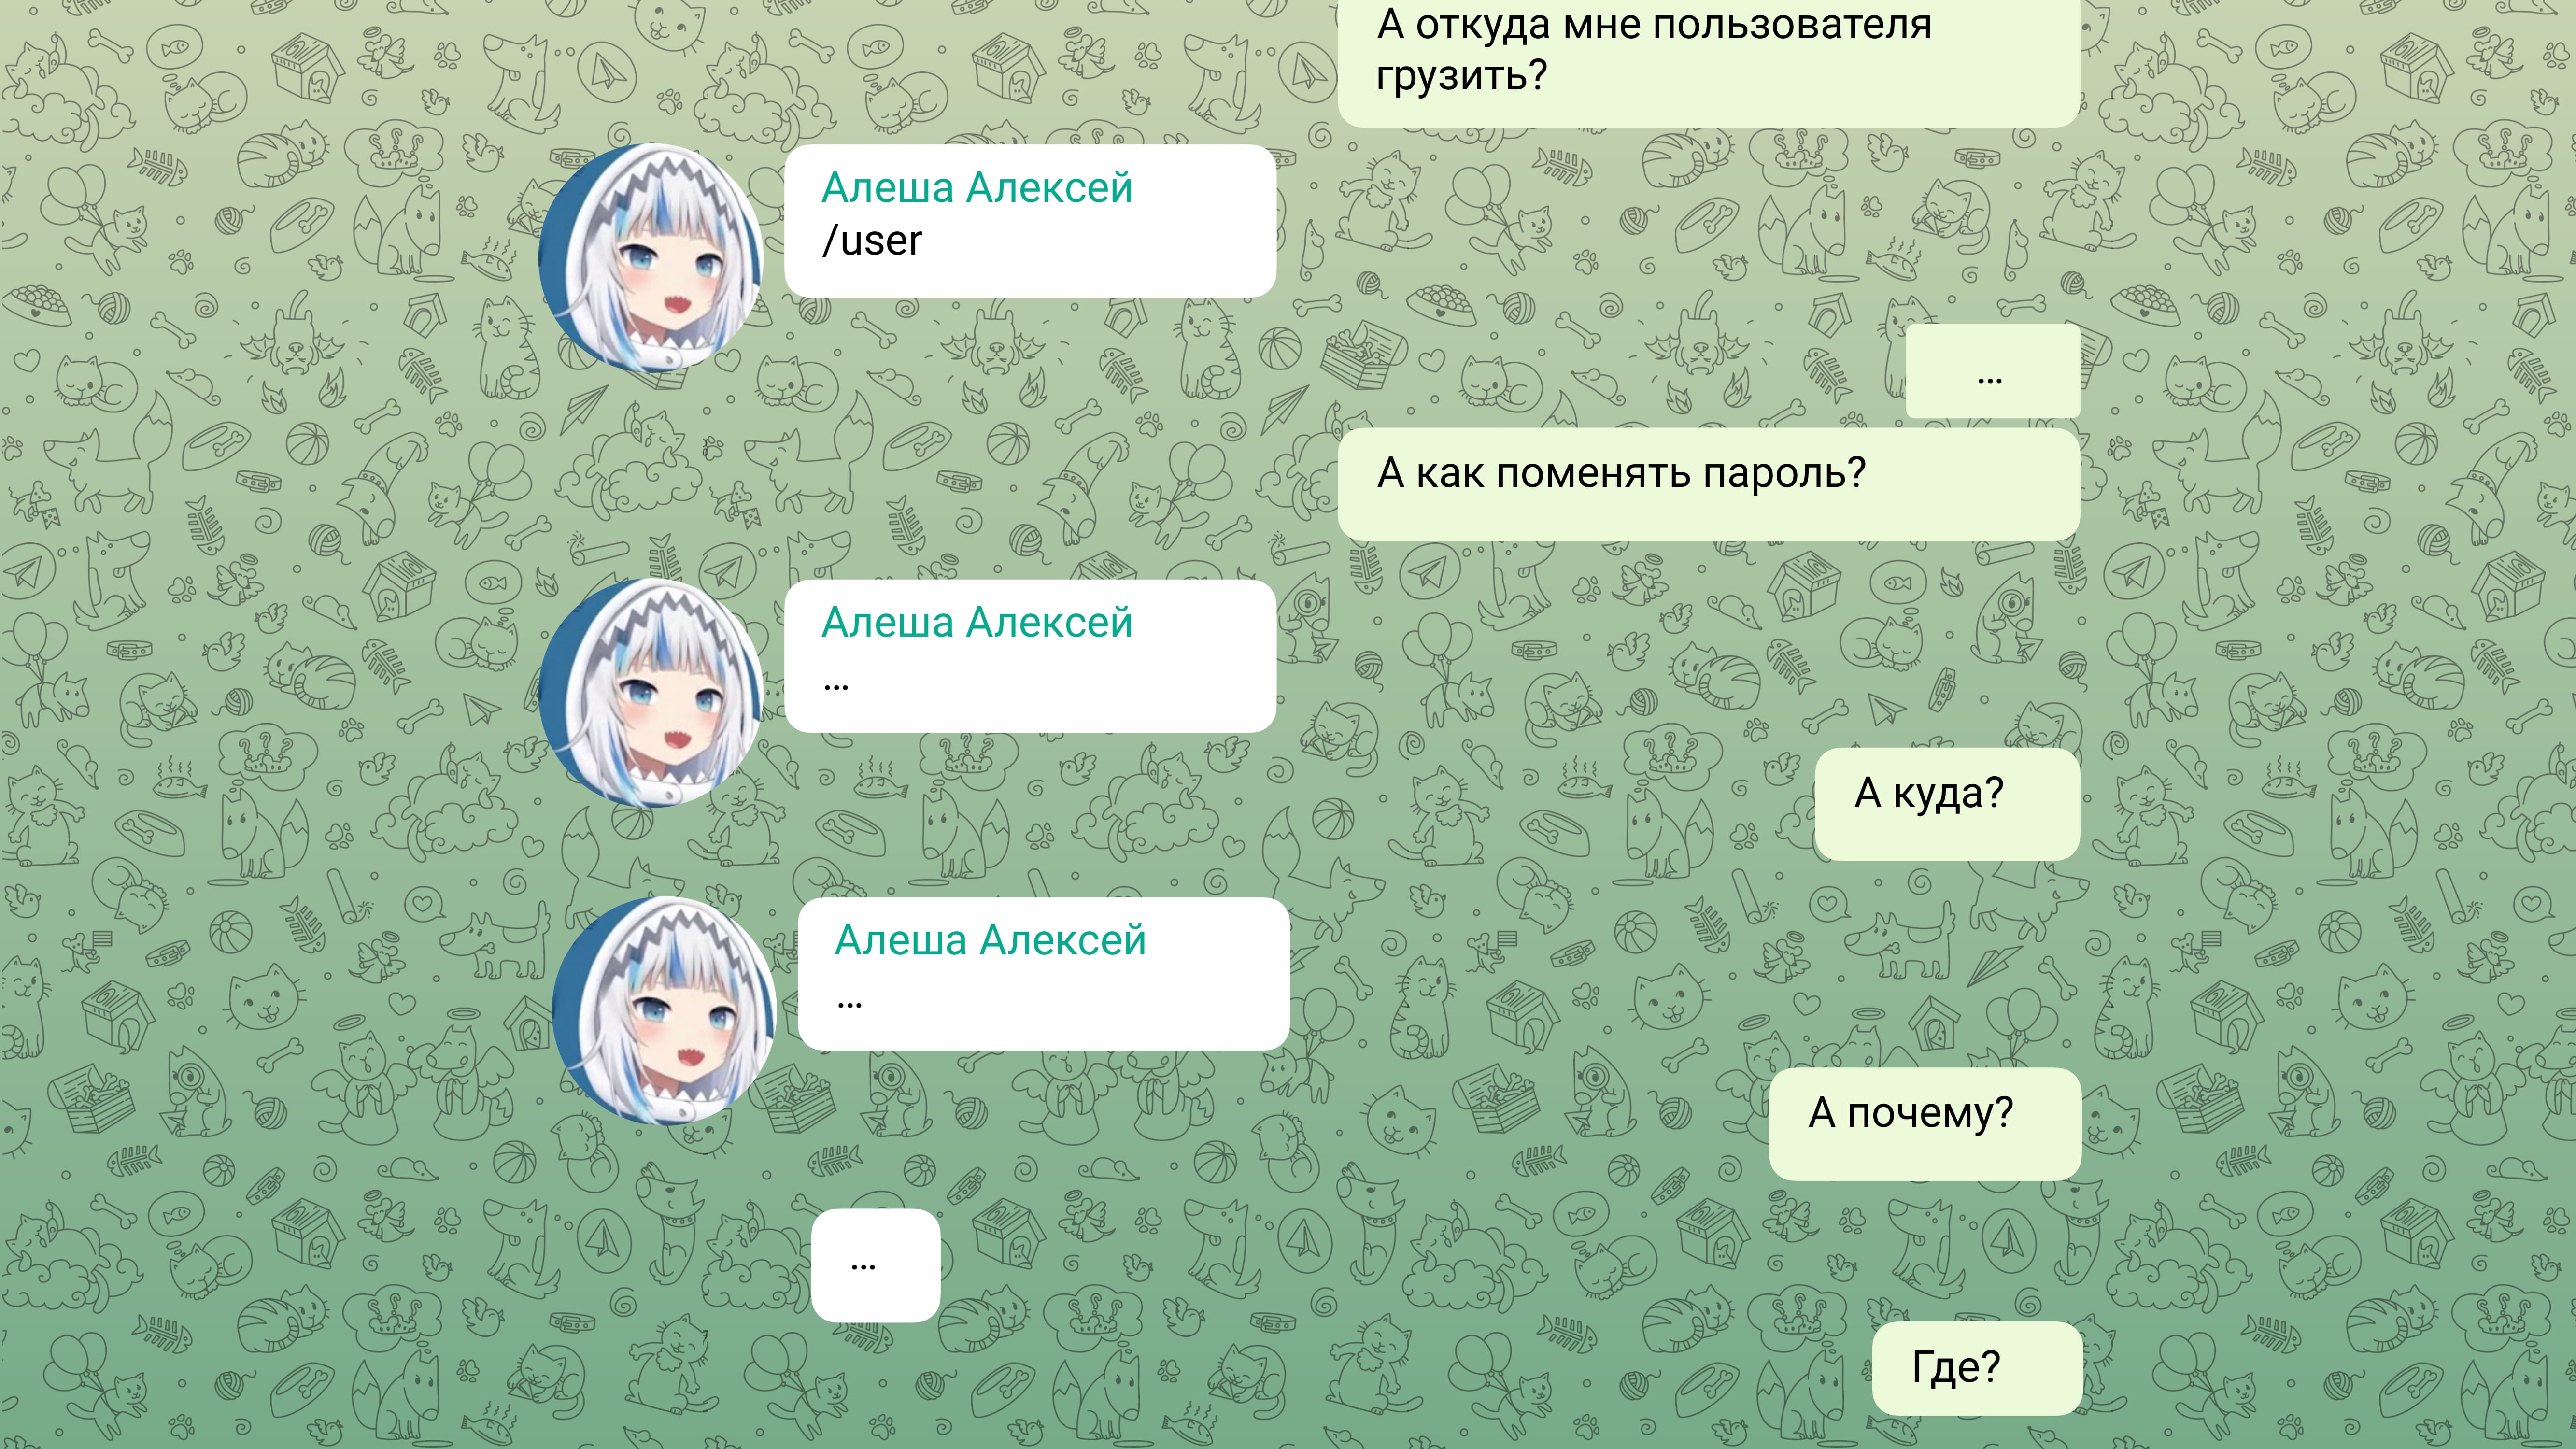 А откуда мне пользователя
грузить?
Алеша Алексей
/user
...
А как поменять пароль?
Алеша Алексей
...
А куда?
Алеша Алексей
...
А почему?
...
Где?